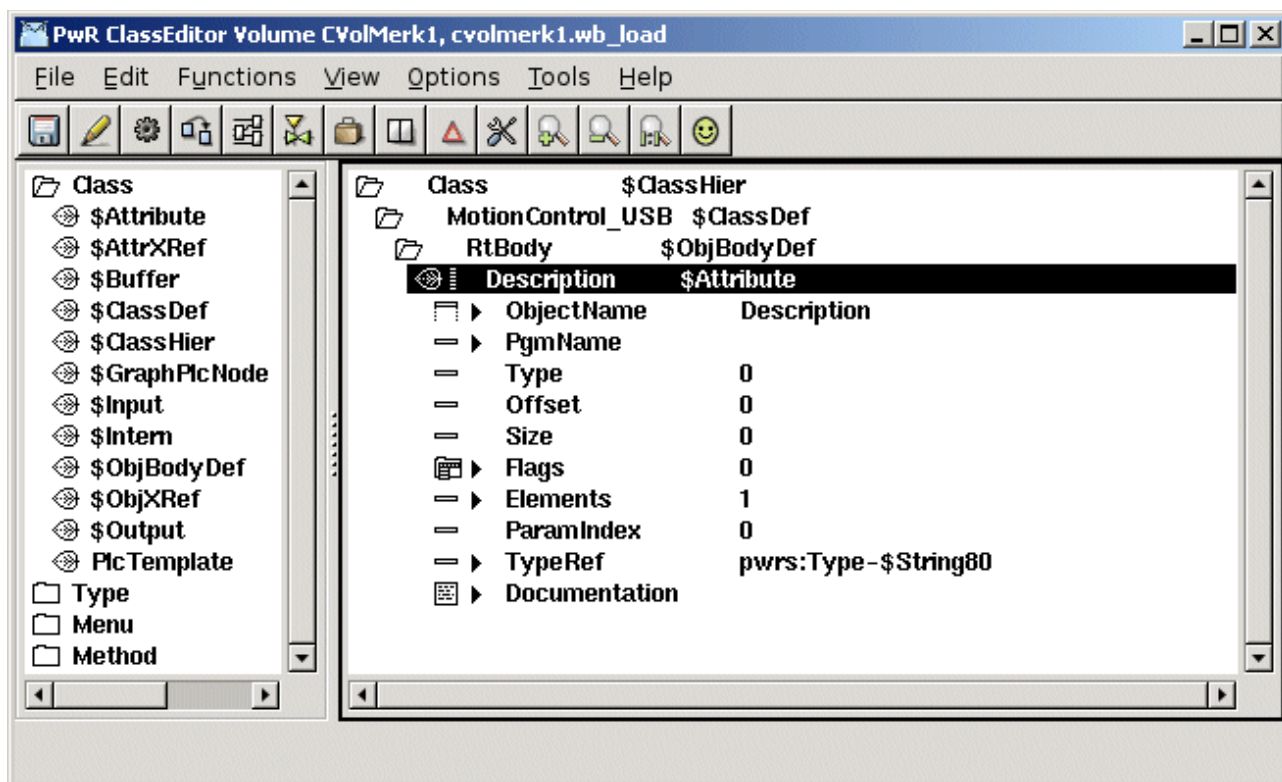 PwR ClassEditor Volume CVolMerk1, cvolmerk1.wb_load
File Edit Functions View Options Tools Help
Class
$Attribute
$AttrXRef
$Buffer
$ClassDef
$ClassHier
$GraphPlcNode
$Input
$Intern
$ObjBodyDef
$ObjXRef
$Output
PlcTemplate
Type
Menu
Method
Class $ClassHier
MotionControl_USB $ClassDef
RtBody $ObjBodyDef
Description $Attribute
ObjectName Description
PgmName
Type 0
Offset 0
Size 0
Flags 0
Elements 1
ParamIndex 0
TypeRef pwrs:Type-$String80
Documentation